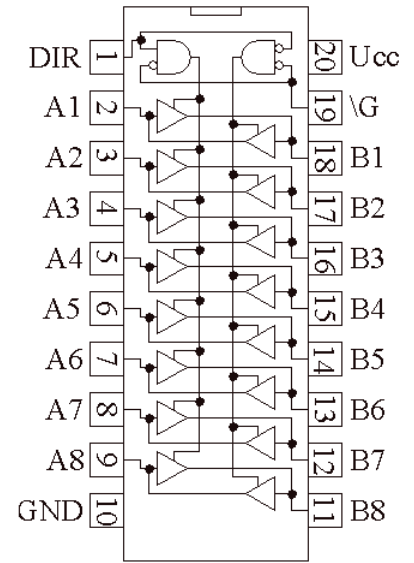 DIR 1 20 Ucc
A1 2 19 \G
A2 3 18 B1
A3 4 17 B2
A4 5 16 B3
A5 6 15 B4
A6 7 14 B5
A7 8 13 B6
A8 9 12 B7
GND 10 11 B8